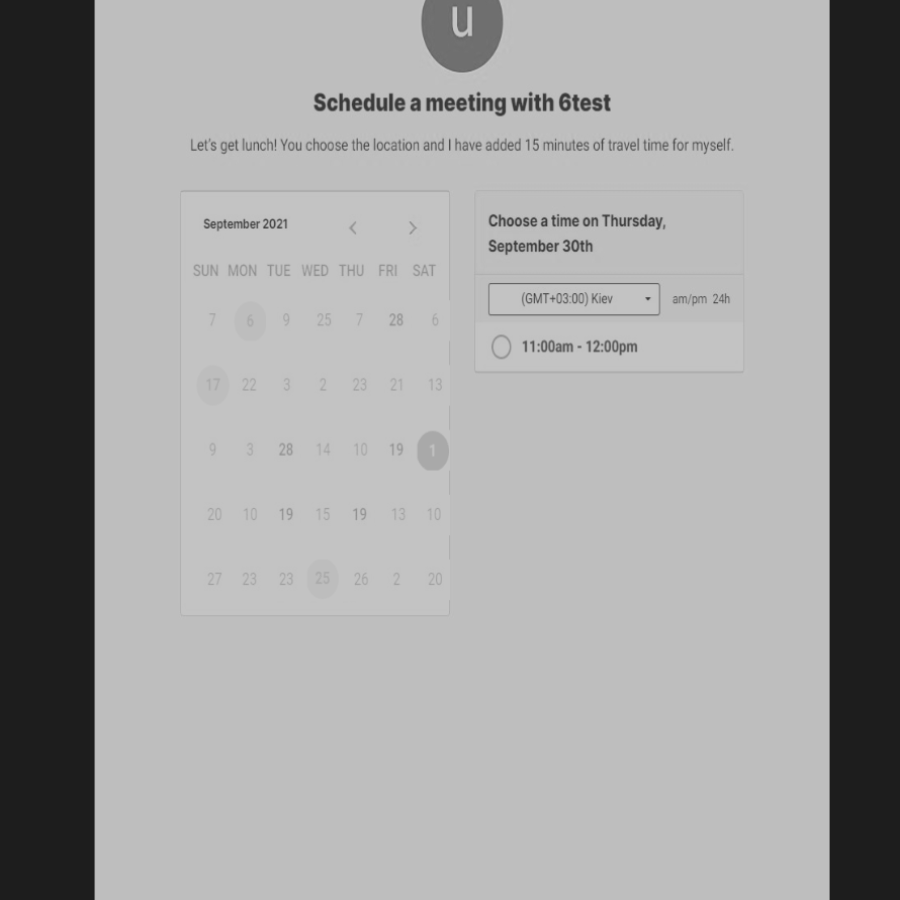 u
Schedule a meeting with 6test
Let's get lunch! You choose the location and I have added 15 minutes of travel time for myself.
September 2021
SUN MON TUE WED THU FRI SAT
7 6 9 25 7 28 6
17 22 3 2 23 21 13
9 3 28 14 10 19 1
20 10 19 15 19 13 10
27 23 23 25 26 2 20
Choose a time on Thursday,
September 30th
(GMT+03:00) Kiev am/pm 24h
11:00am - 12:00pm